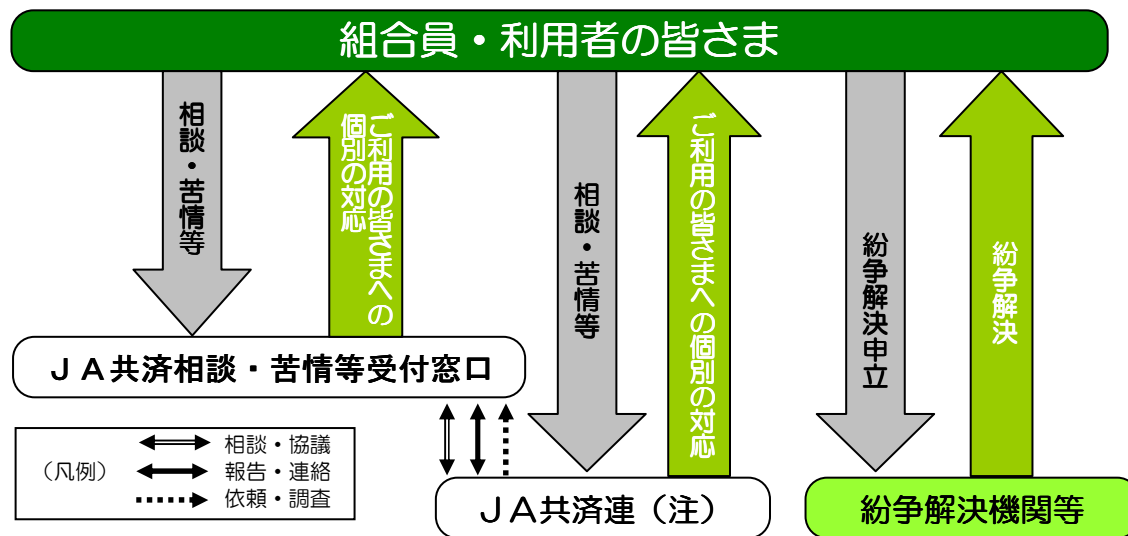 組合員・利用者の皆さま
相談・苦情等
ご利用の皆さまへの
個別の対応
相談・苦情等
ご利用の皆さまへの個別の対応
紛争解決申立
紛争解決
ＪＡ共済相談・苦情等受付窓口
（凡例）
相談・協議
報告・連絡
依頼・調査
ＪＡ共済連（注）
紛争解決機関等